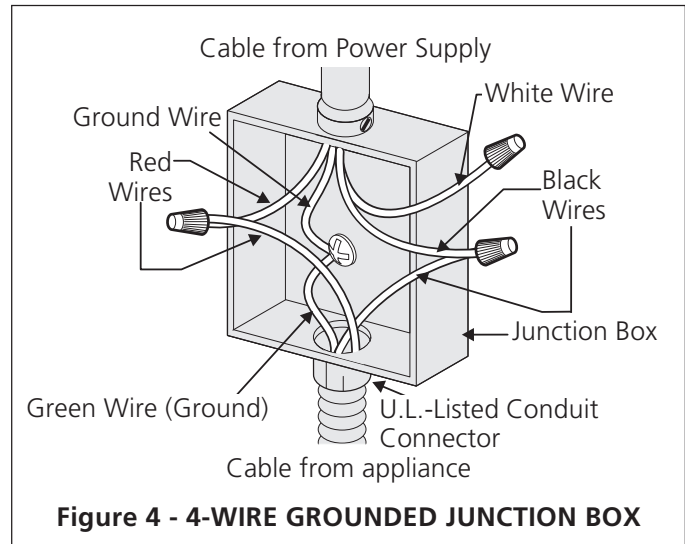 Cable from Power Supply
White Wire
Ground Wire
Red
Wires
Black
Wires
Junction Box
Green Wire (Ground)
U.L.-Listed Conduit
Connector
Cable from appliance
Figure 4 - 4-WIRE GROUNDED JUNCTION BOX